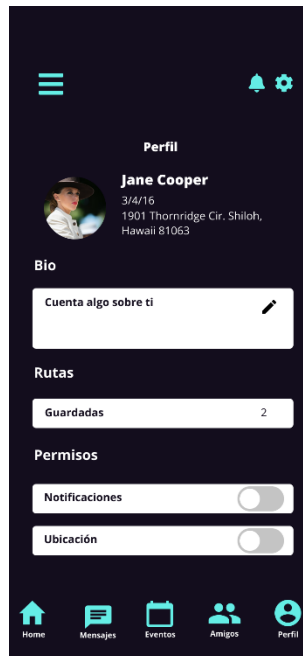 Perfil
Jane Cooper
3/4/16
1901 Thornridge Cir. Shiloh,
Hawaii 81063
Bio
Cuenta algo sobre ti
Rutas
Guardadas 2
Permisos
Notificaciones
Ubicación
Home Mensajes Eventos Amigos Perfil